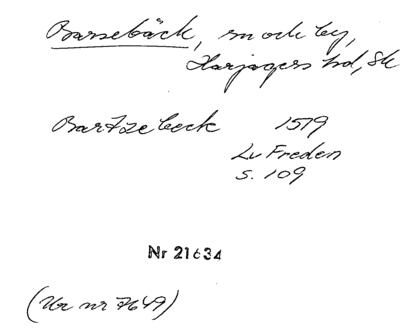 Barsebäck, sn och by,
Harjagers hd, Sk
Bartzebeck 1519
Lv Freden
s. 109
Nr 21634
(Ur nr 7649)